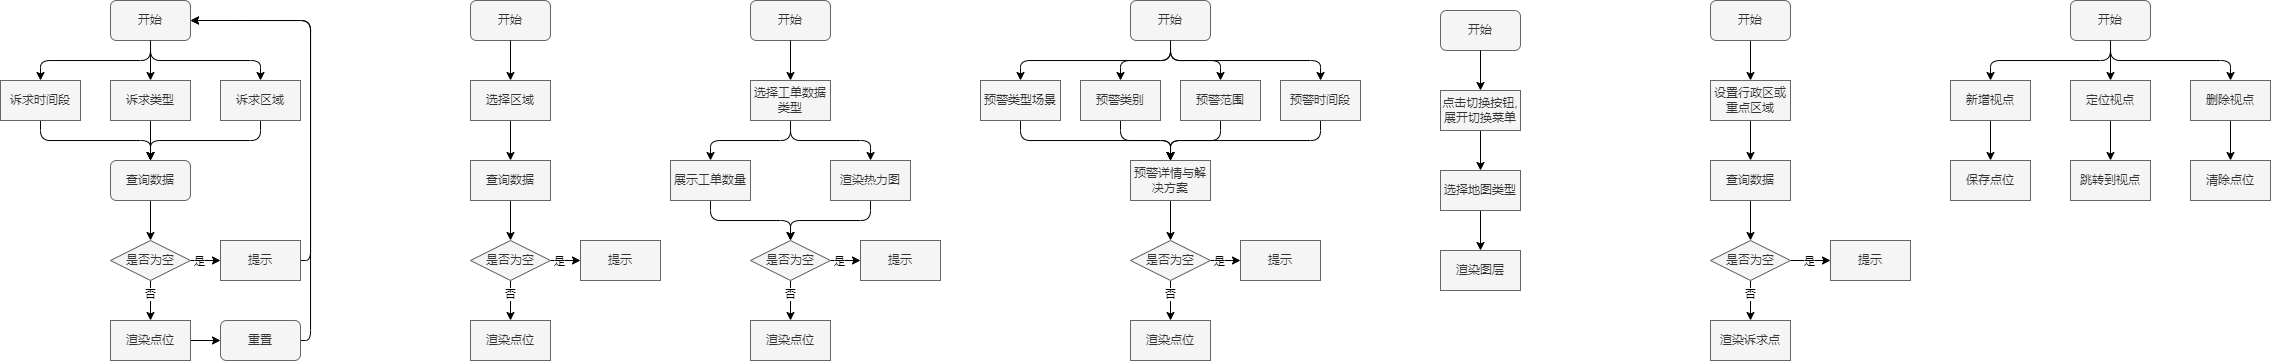 开始
诉求时间段
诉求类型
诉求区域
查询数据
是否为空
是
提示
否
渲染点位
重置
开始
选择区域
查询数据
是否为空
是
提示
否
渲染点位
开始
选择工单数据
类型
展示工单数量
渲染热力图
是否为空
是
提示
否
渲染点位
开始
预警类型场景
预警类别
预警范围
预警时间段
预警详情与解
决方案
是否为空
是
提示
否
渲染点位
开始
点击切换按钮,
展开切换菜单
选择地图类型
渲染图层
开始
设置行政区或
重点区域
查询数据
是否为空
是
提示
否
渲染诉求点
开始
新增视点
定位视点
删除视点
保存点位
跳转到视点
清除点位